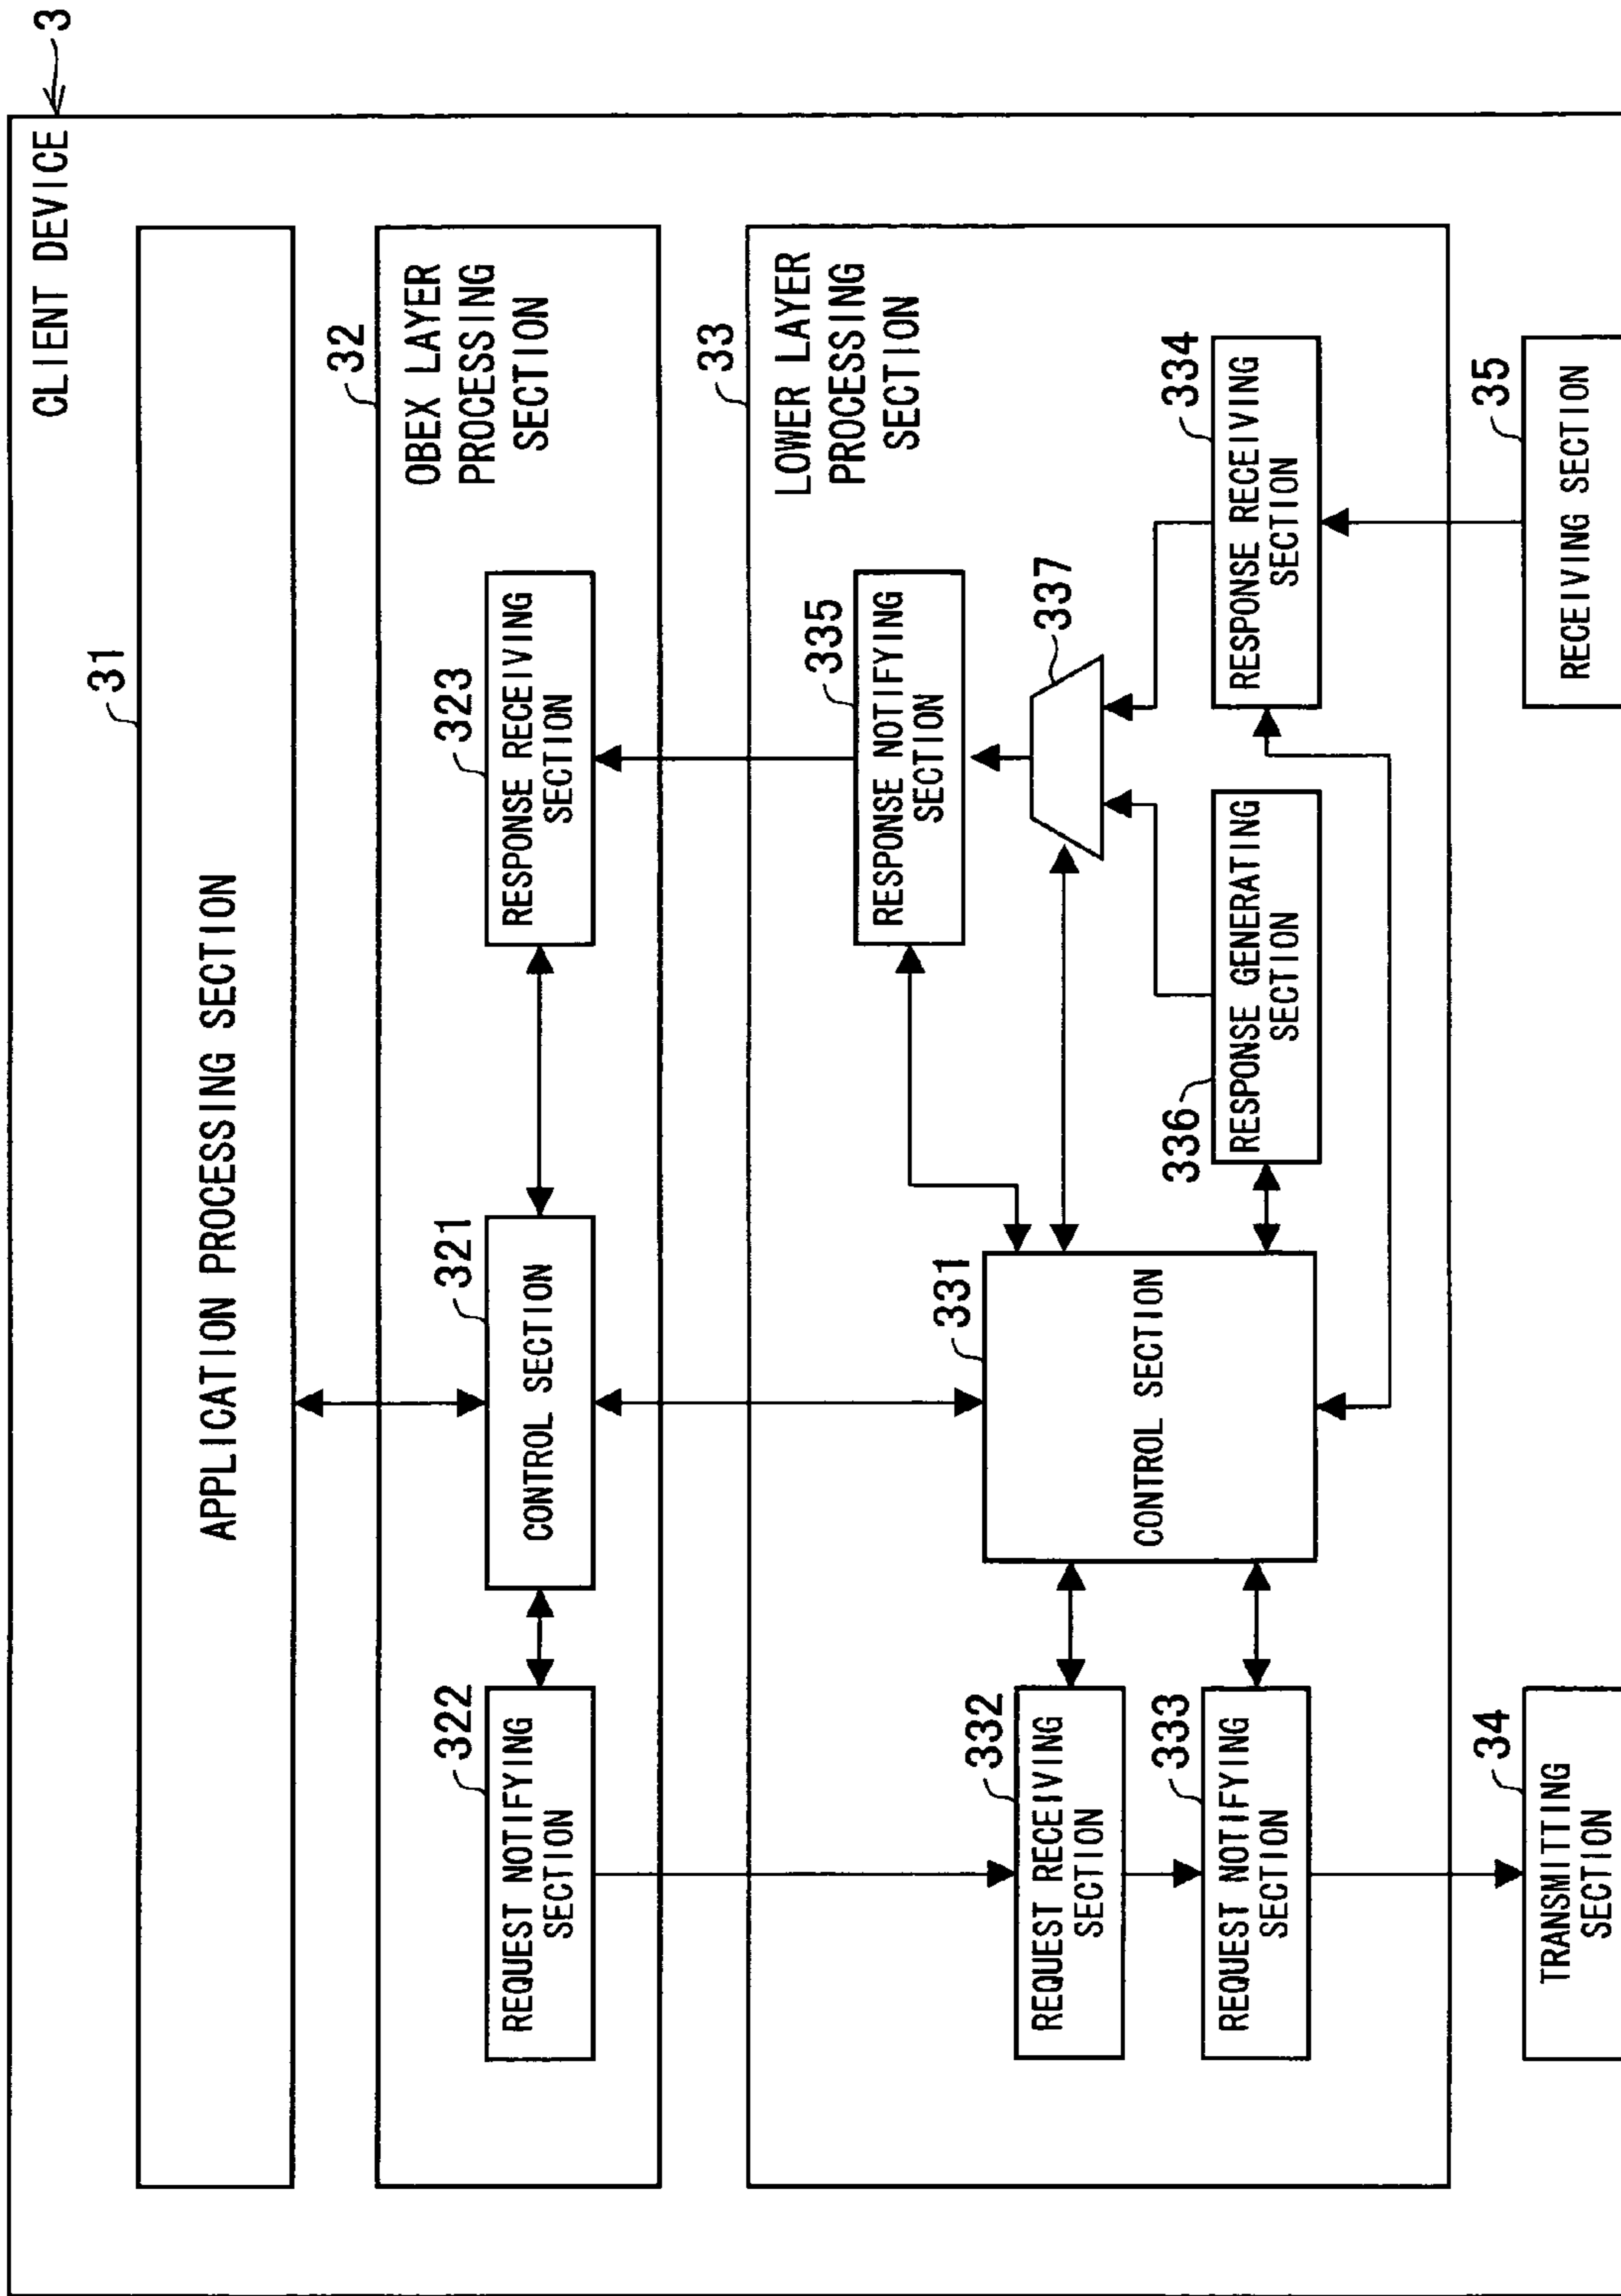 CLIENT DEVICE
3
31
APPLICATION PROCESSING SECTION
32
OBEX LAYER
PROCESSING
SECTION
322
REQUEST NOTIFYING
SECTION
321
CONTROL SECTION
323
RESPONSE RECEIVING
SECTION
33
LOWER LAYER
PROCESSING
SECTION
335
RESPONSE NOTIFYING
SECTION
331
CONTROL SECTION
337
332
REQUEST RECEIVING
SECTION
333
REQUEST NOTIFYING
SECTION
336
RESPONSE GENERATING
SECTION
334
RESPONSE RECEIVING
SECTION
34
TRANSMITTING
SECTION
35
RECEIVING SECTION